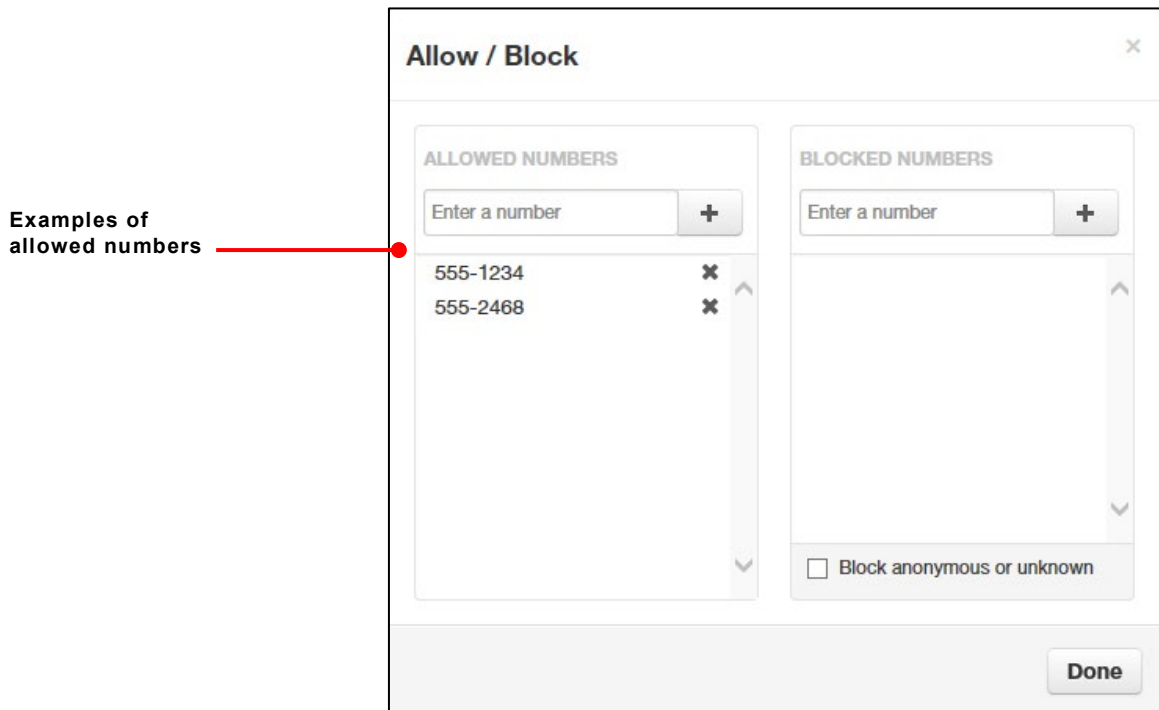 Allow / Block
ALLOWED NUMBERS
Enter a number
Examples of
allowed numbers
555-1234
555-2468
BLOCKED NUMBERS
Enter a number
Block anonymous or unknown
Done